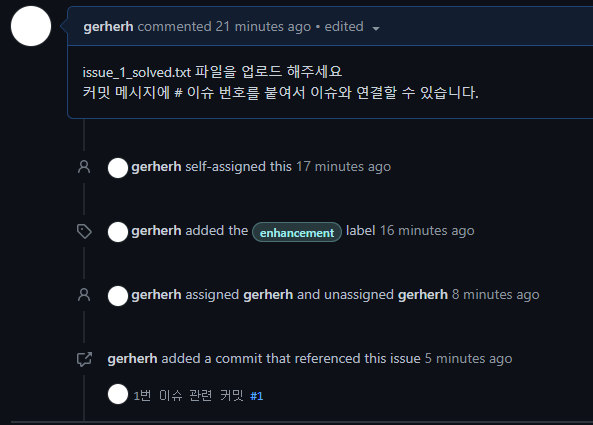 gerherh commented 21 minutes ago • edited
issue_1_solved.txt 파일을 업로드 해주세요
커밋 메시지에 # 이슈 번호를 붙여서 이슈와 연결할 수 있습니다.
gerherh self-assigned this 17 minutes ago
gerherh added the enhancement label 16 minutes ago
gerherh assigned gerherh and unassigned gerherh 8 minutes ago
gerherh added a commit that referenced this issue 5 minutes ago
1번 이슈 관련 커밋 #1